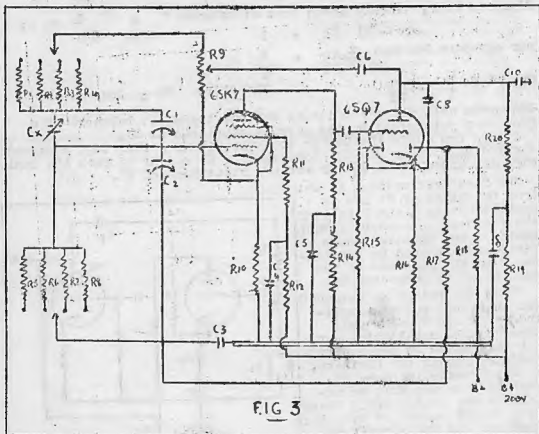 R9
C6
C10
R1 R2 R3 R4
6SK7
6SQ7
C8
Cx
C1
R20
C2
R11
R13
R10
C4
R12
C5
R14
R15
R16
R17
R18
C9
R19
R5 R6 R7 R8
C3
B+
200V
FIG 3